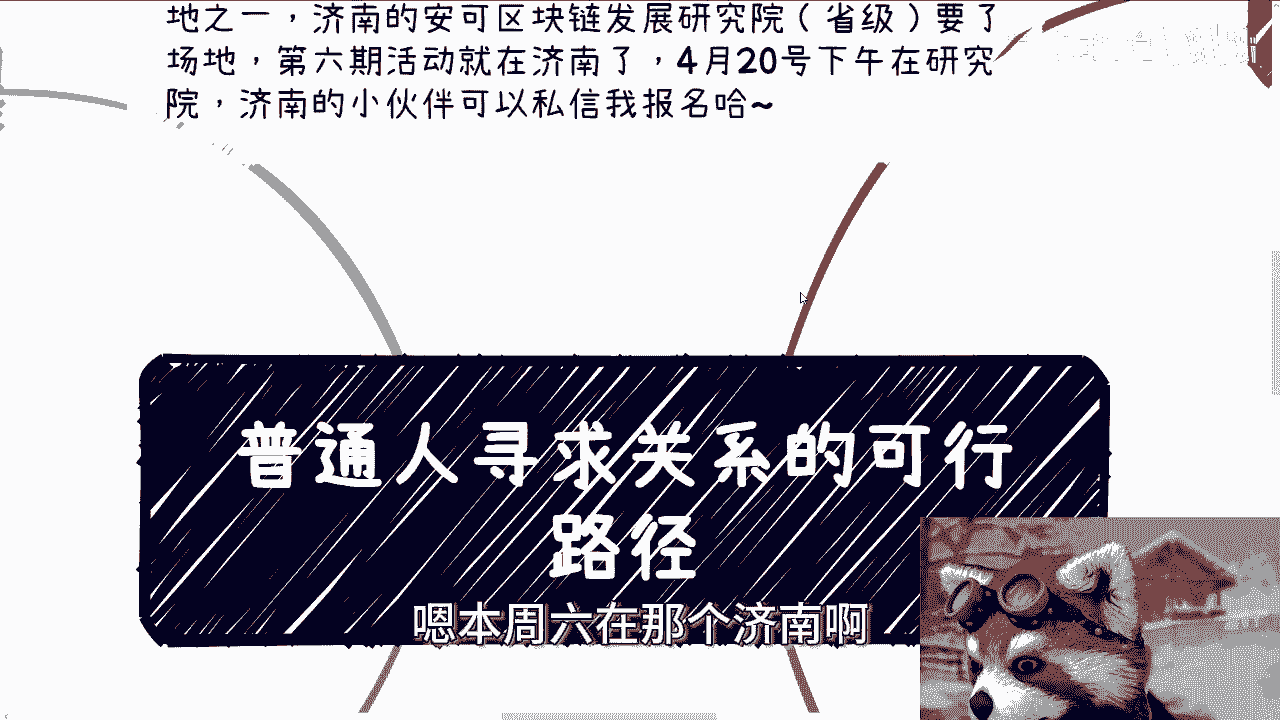 地之一，济南的安可区块链发展研究院（省级）要了
场地，第六期活动就在济南了，4月20号下午在研究
院，济南的小伙伴可以私信我报名哈~
普通人寻求关系的可行
路径
嗯本周六在那个济南啊